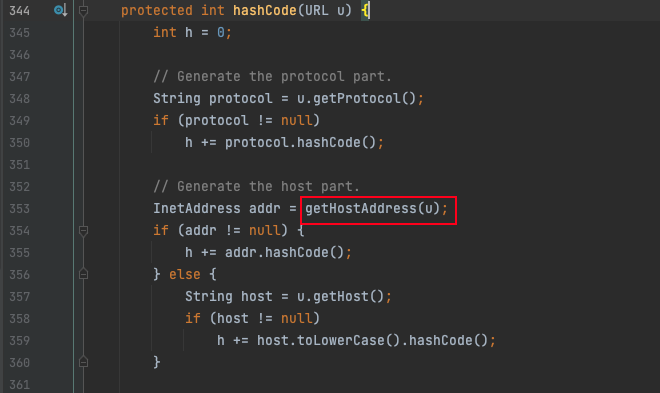 344 protected int hashCode(URL u) {
345 int h = 0;
346
347 // Generate the protocol part.
348 String protocol = u.getProtocol();
349 if (protocol != null)
350 h += protocol.hashCode();
351
352 // Generate the host part.
353 InetAddress addr = getHostAddress(u);
354 if (addr != null) {
355 h += addr.hashCode();
356 } else {
357 String host = u.getHost();
358 if (host != null)
359 h += host.toLowerCase().hashCode();
360 }
361